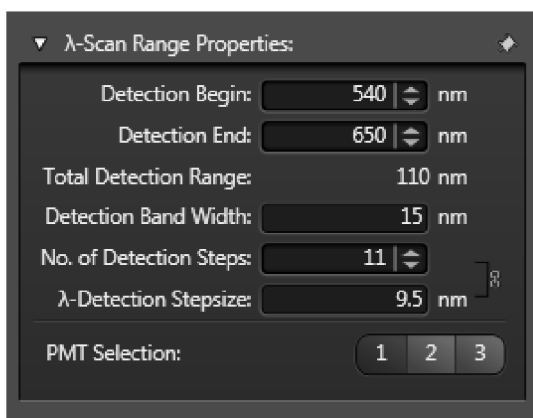 λ-Scan Range Properties:
Detection Begin: 540 nm
Detection End: 650 nm
Total Detection Range: 110 nm
Detection Band Width: 15 nm
No. of Detection Steps: 11
λ-Detection Stepsize: 9.5 nm
PMT Selection: 1 2 3